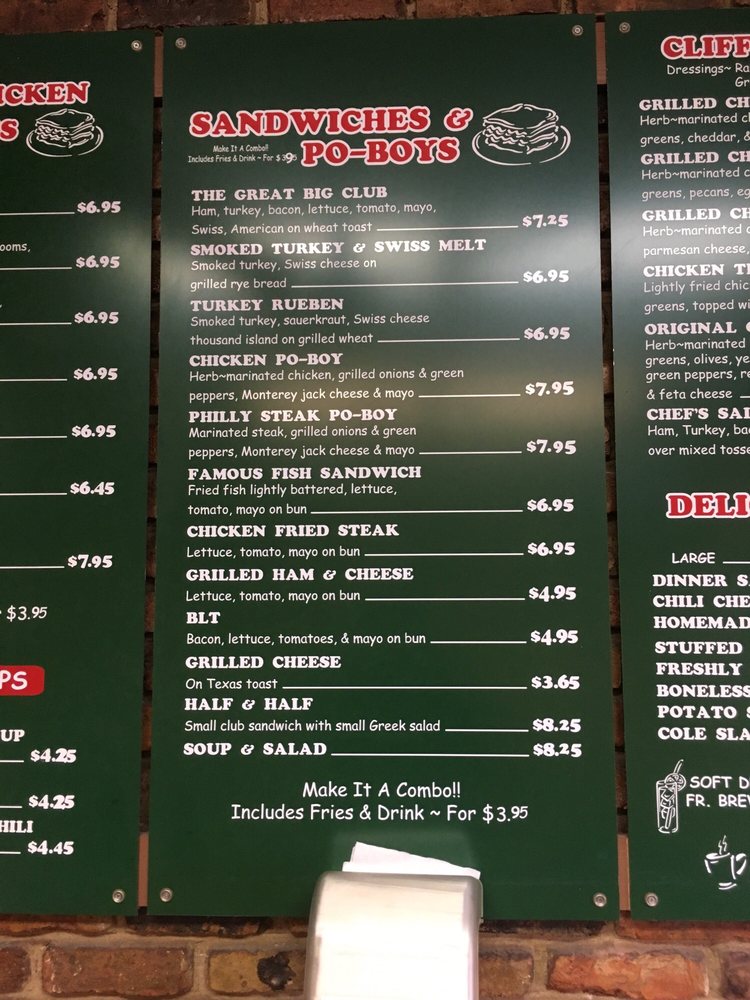 ICKEN
S
$6.95
ooms,
$6.95
$6.95
$6.95
$6.95
$6.45
$7.95
$3.95
PS
UP
$4.25
$4.25
HILI
$4.45
SANDWICHES &
PO-BOYS
Make It A Combo!!
Includes Fries & Drink ~ For $3.95
THE GREAT BIG CLUB
Ham, turkey, bacon, lettuce, tomato, mayo,
Swiss, American on wheat toast $7.25
SMOKED TURKEY & SWISS MELT
Smoked turkey, Swiss cheese on
grilled rye bread $6.95
TURKEY RUEBEN
Smoked turkey, sauerkraut, Swiss cheese
thousand island on grilled wheat $6.95
CHICKEN PO-BOY
Herb~marinated chicken, grilled onions & green
peppers, Monterey jack cheese & mayo $7.95
PHILLY STEAK PO-BOY
Marinated steak, grilled onions & green
peppers, Monterey jack cheese & mayo $7.95
FAMOUS FISH SANDWICH
Fried fish lightly battered, lettuce,
tomato, mayo on bun $6.95
CHICKEN FRIED STEAK
Lettuce, tomato, mayo on bun $6.95
GRILLED HAM & CHEESE
Lettuce, tomato, mayo on bun $4.95
BLT
Bacon, lettuce, tomatoes, & mayo on bun $4.95
GRILLED CHEESE
On Texas toast $3.65
HALF & HALF
Small club sandwich with small Greek salad $8.25
SOUP & SALAD $8.25
Make It A Combo!!
Includes Fries & Drink ~ For $3.95
CLIFF
Dressings~ Ra
Gr
GRILLED CH
Herb~marinated c
greens, cheddar, &
GRILLED CH
Herb~marinated c
greens, pecans, eg
GRILLED CH
Herb~marinated c
parmesan cheese,
CHICKEN T
Lightly fried chic
greens, topped wi
ORIGINAL
Herb~marinated
greens, olives, ye
green peppers, re
& feta cheese
CHEF'S SAL
Ham, Turkey, bac
over mixed tosse
DELI
LARGE
DINNER S
CHILI CHE
HOMEMAD
STUFFED
FRESHLY
BONELESS
POTATO S
COLE SLA
SOFT D
FR. BREW